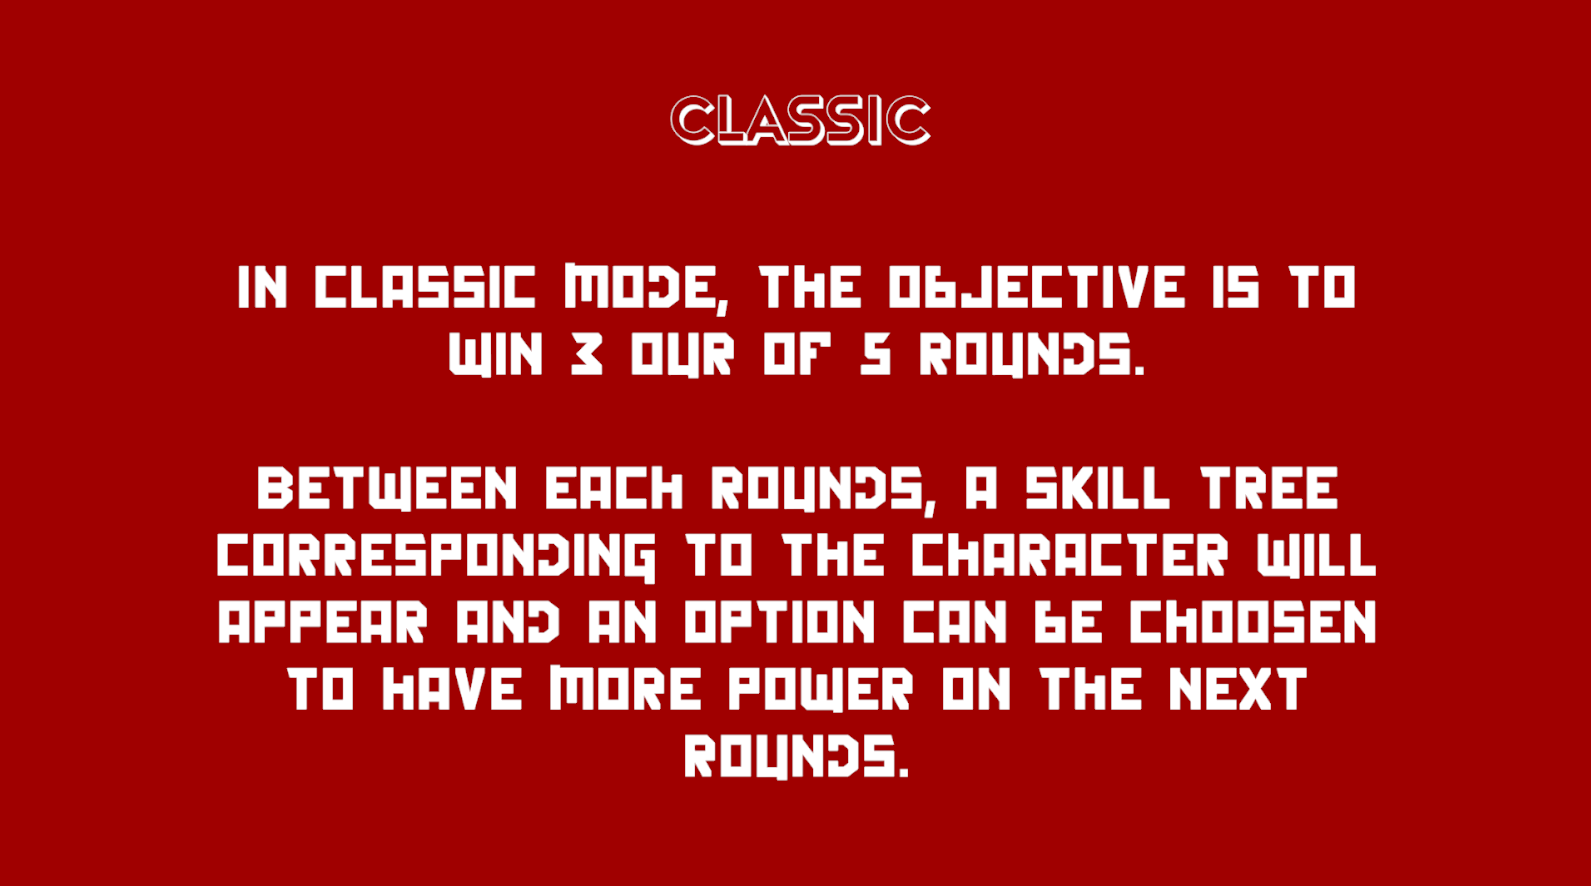 CLASSIC
IN CLASSIC MODE, THE OBJECTIVE IS TO
WIN 3 OUR OF 5 ROUNDS.
BETWEEN EACH ROUNDS, A SKILL TREE
CORRESPONDING TO THE CHARACTER WILL
APPEAR AND AN OPTION CAN BE CHOOSEN
TO HAVE MORE POWER ON THE NEXT
ROUNDS.